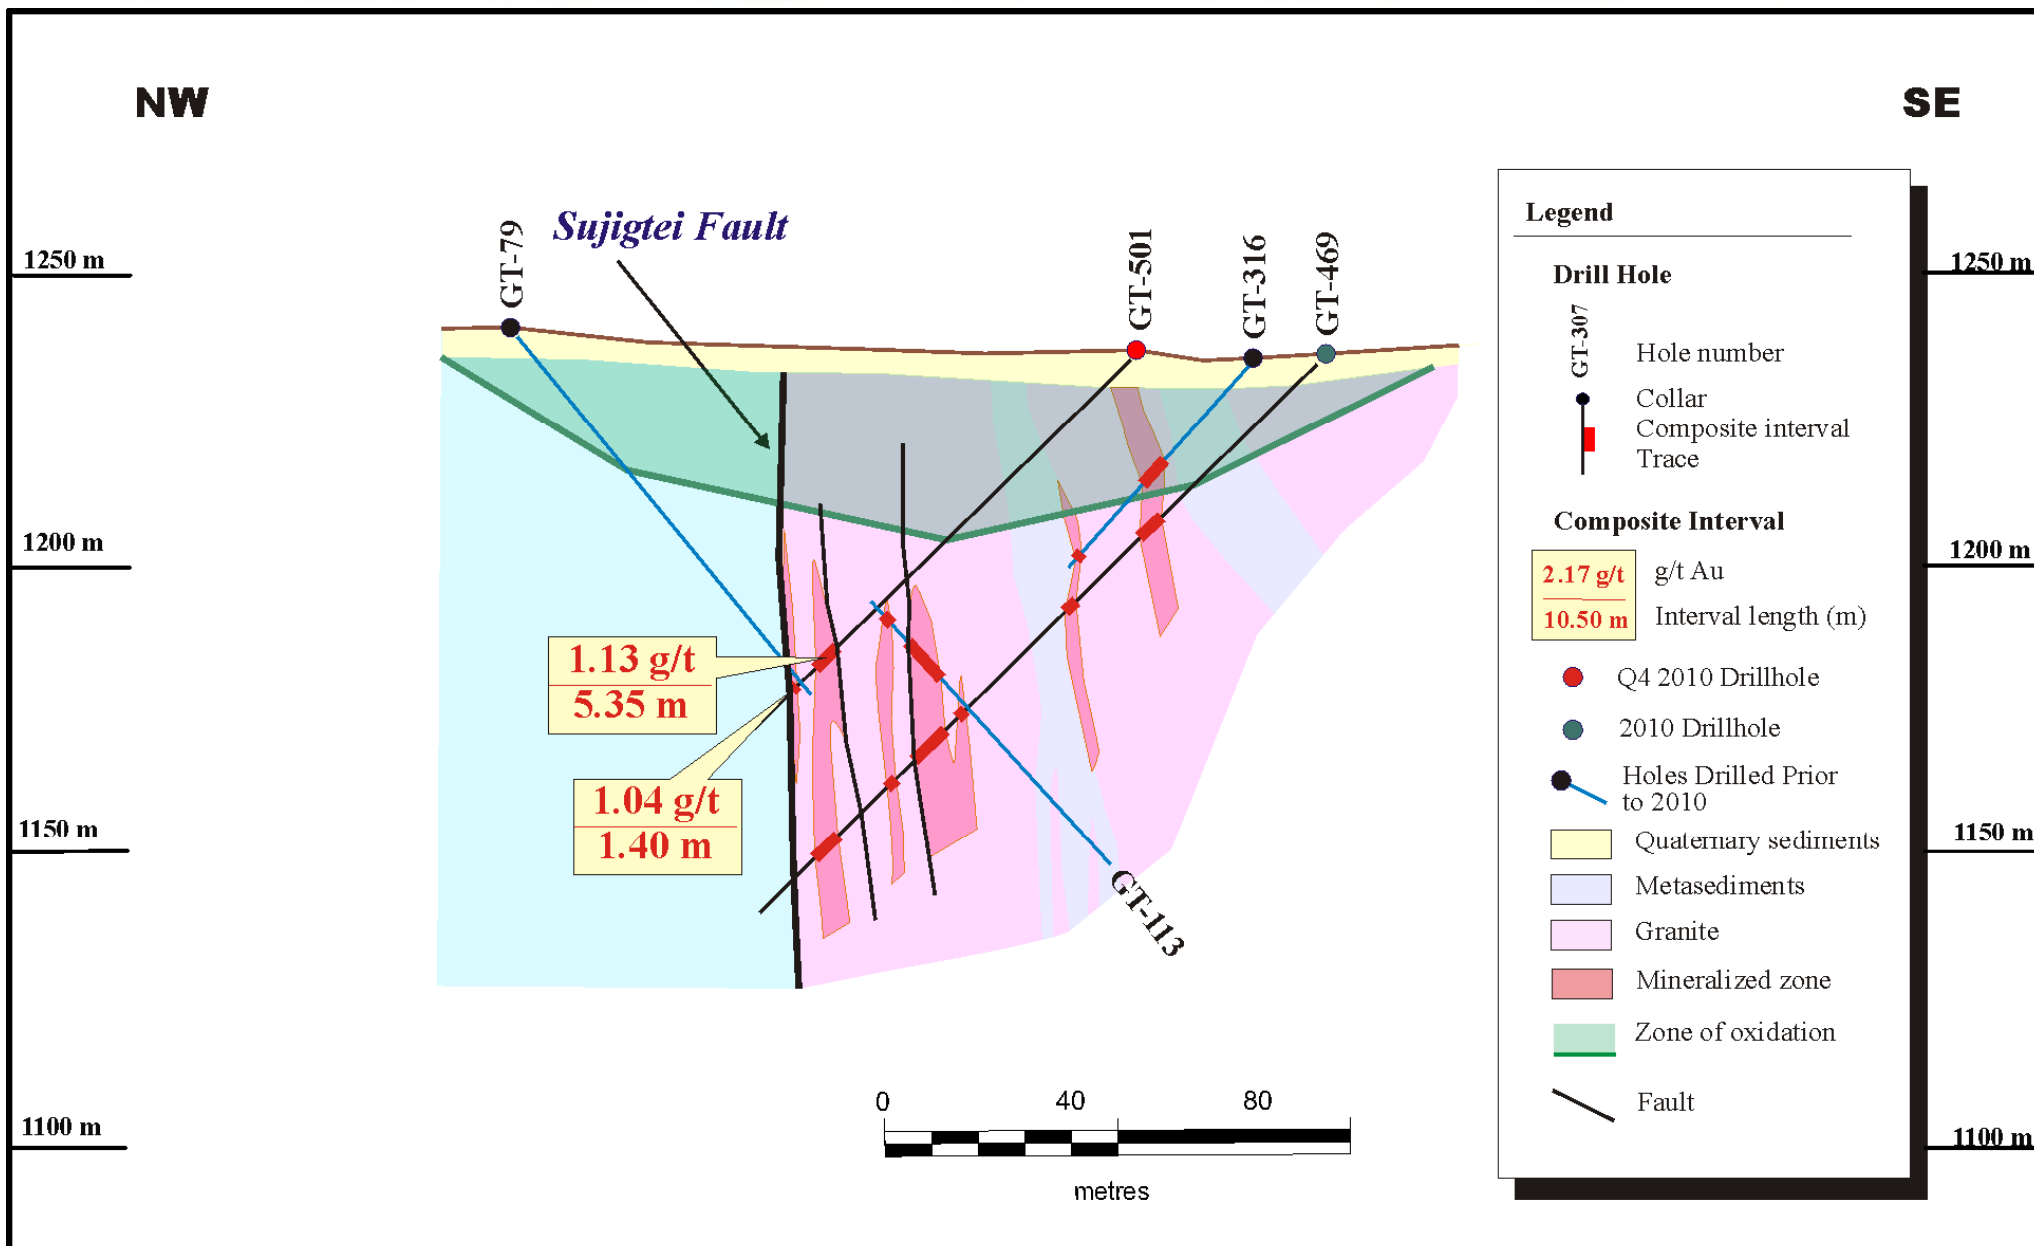 NW
SE
Sujigtei Fault
GT-79
GT-501
GT-316
GT-469
1250 m
1200 m
1150 m
1100 m
1250 m
1200 m
1150 m
1100 m
1.13 g/t
5.35 m
1.04 g/t
1.40 m
GT-113
0 40 80
metres
Legend
Drill Hole
GT-307
Hole number
Collar
Composite interval
Trace
Composite Interval
2.17 g/t
g/t Au
10.50 m
Interval length (m)
Q4 2010 Drillhole
2010 Drillhole
Holes Drilled Prior
to 2010
Quaternary sediments
Metasediments
Granite
Mineralized zone
Zone of oxidation
Fault